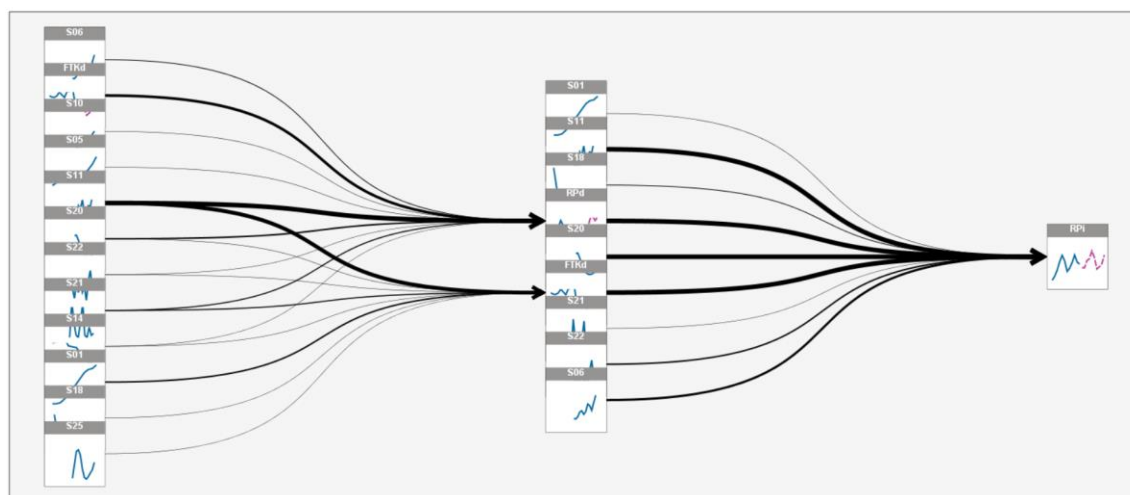 S06
FTKd
S10
S05
S11
S20
S22
S21
S14
S01
S18
S25
S01
S11
S18
RPd
S20
FTKd
S21
S22
S06
RPi